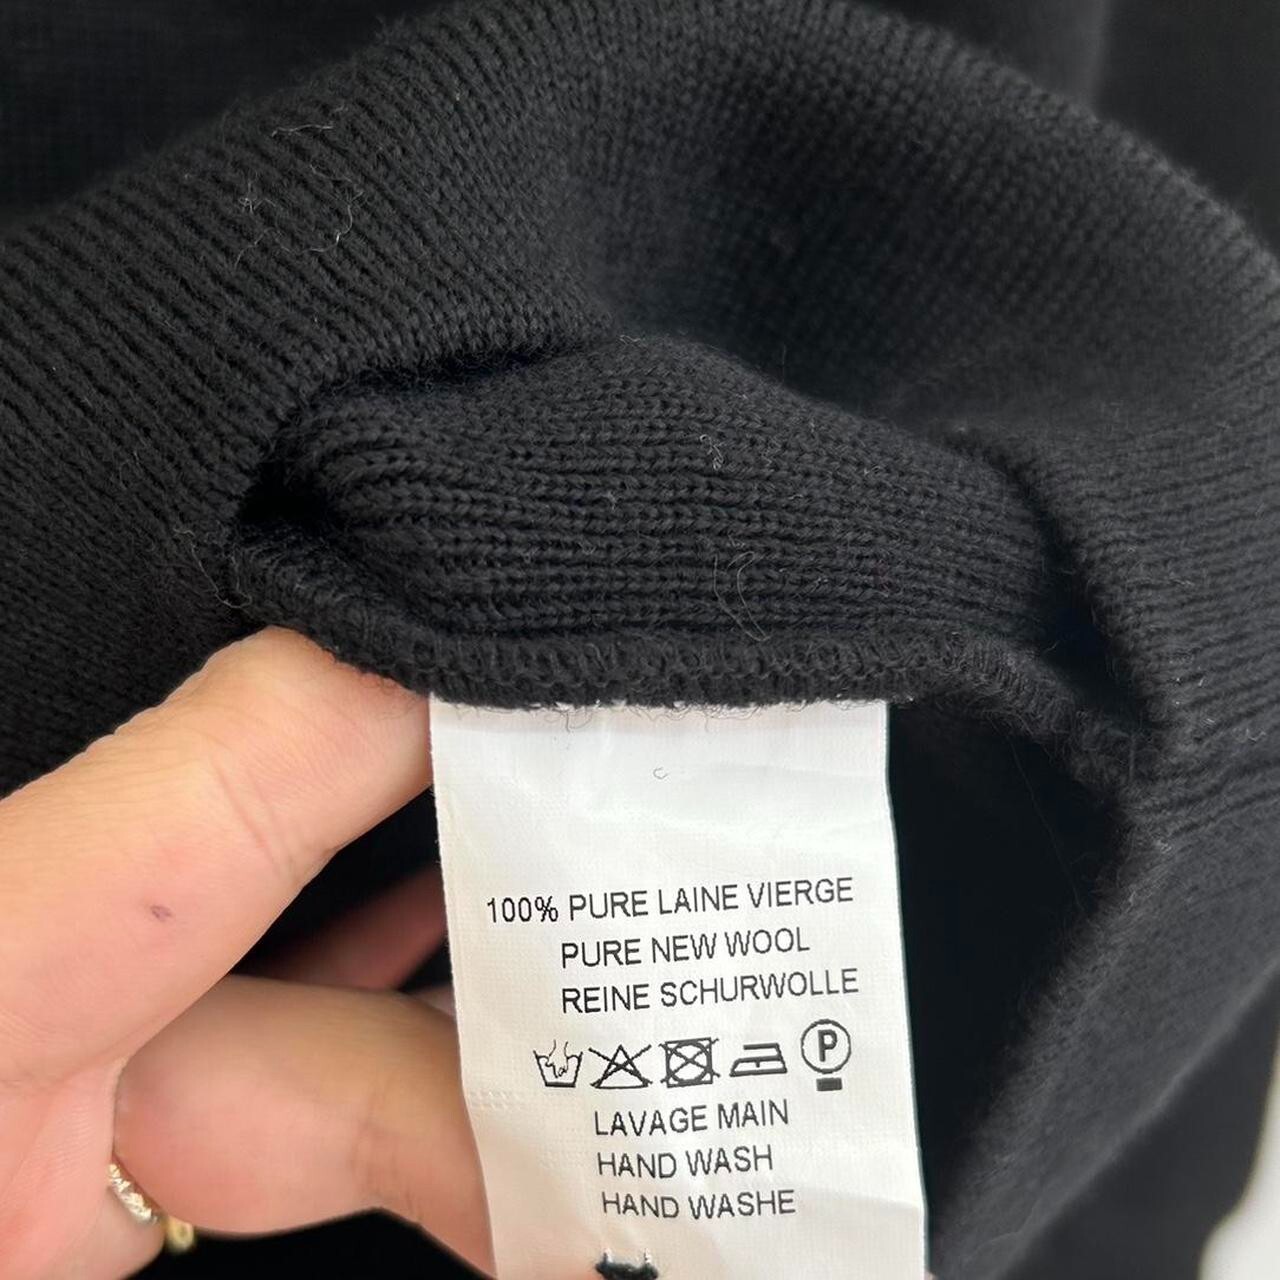 100% PURE LAINE VIERGE
PURE NEW WOOL
REINE SCHURWOLLE
P
LAVAGE MAIN
HAND WASH
HAND WASHE